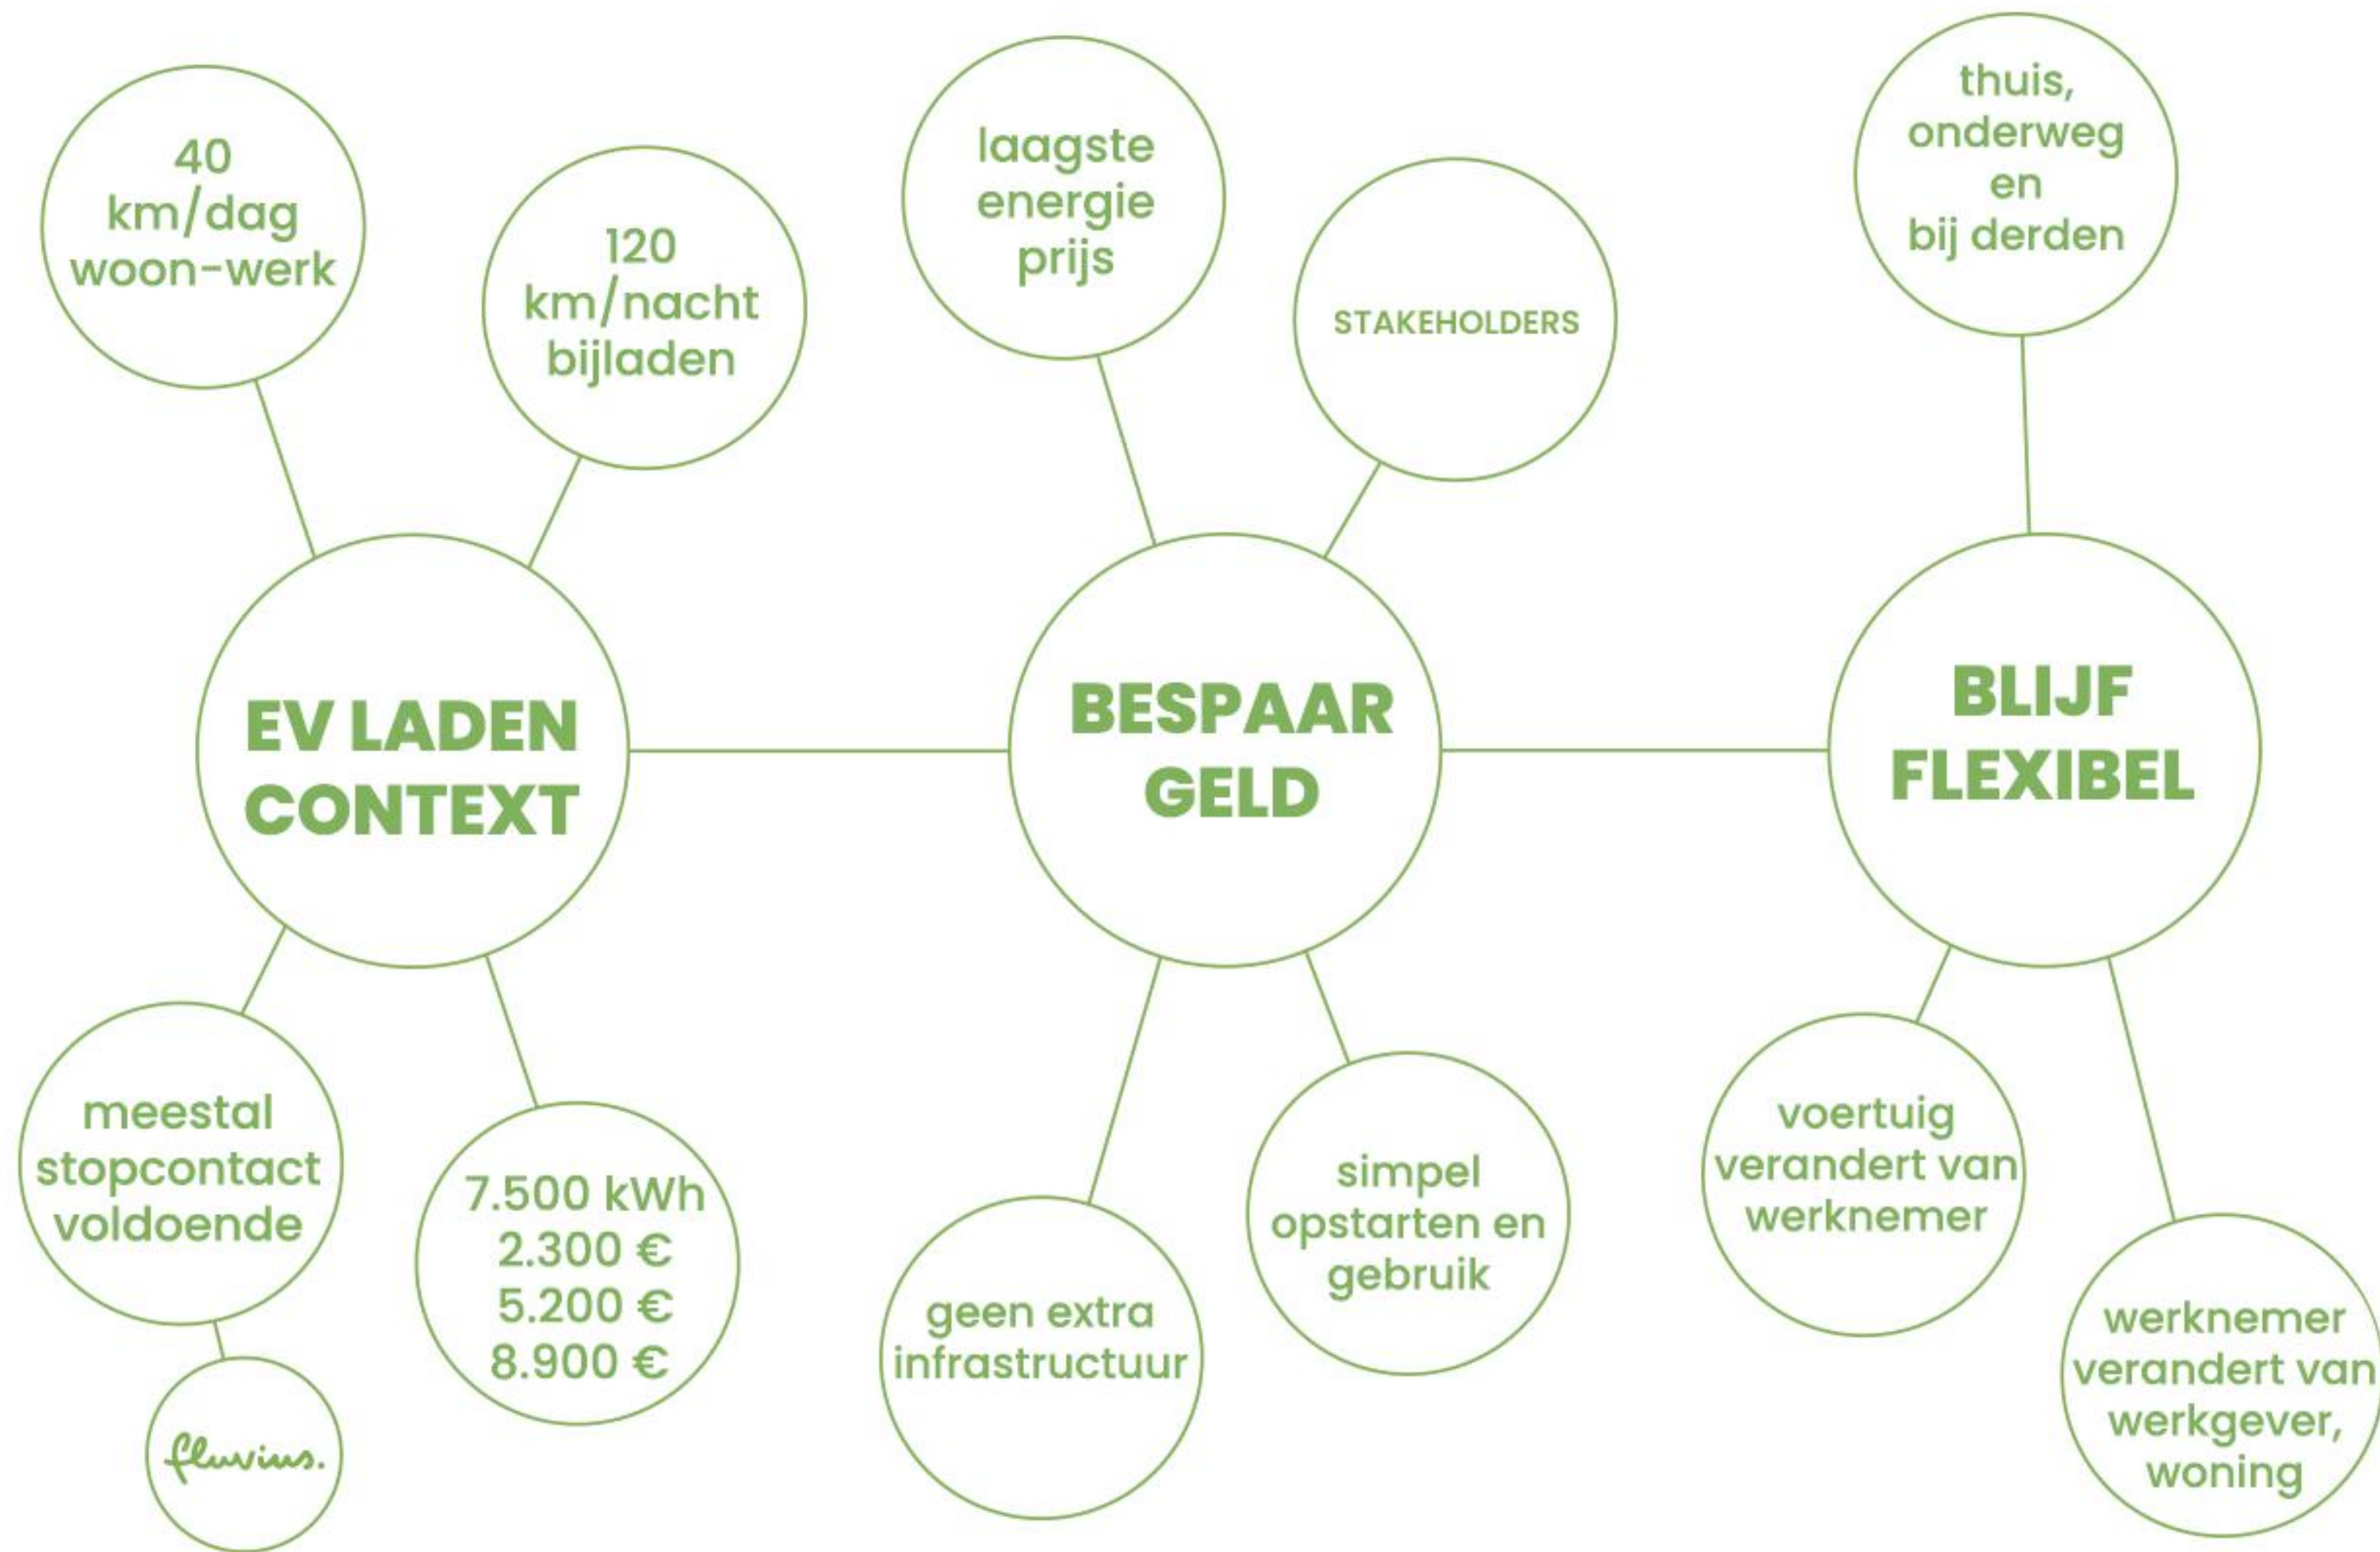 40
km/dag
woon-werk
120
km/nacht
bijladen
EV LADEN
CONTEXT
meestal
stopcontact
voldoende
fluvius.
7.500 kWh
2.300 €
5.200 €
8.900 €
laagste
energie
prijs
STAKEHOLDERS
BESPAAR
GELD
geen extra
infrastructuur
simpel
opstarten en
gebruik
thuis,
onderweg
en
bij derden
BLIJF
FLEXIBEL
voertuig
verandert van
werknemer
werknemer
verandert van
werkgever,
woning